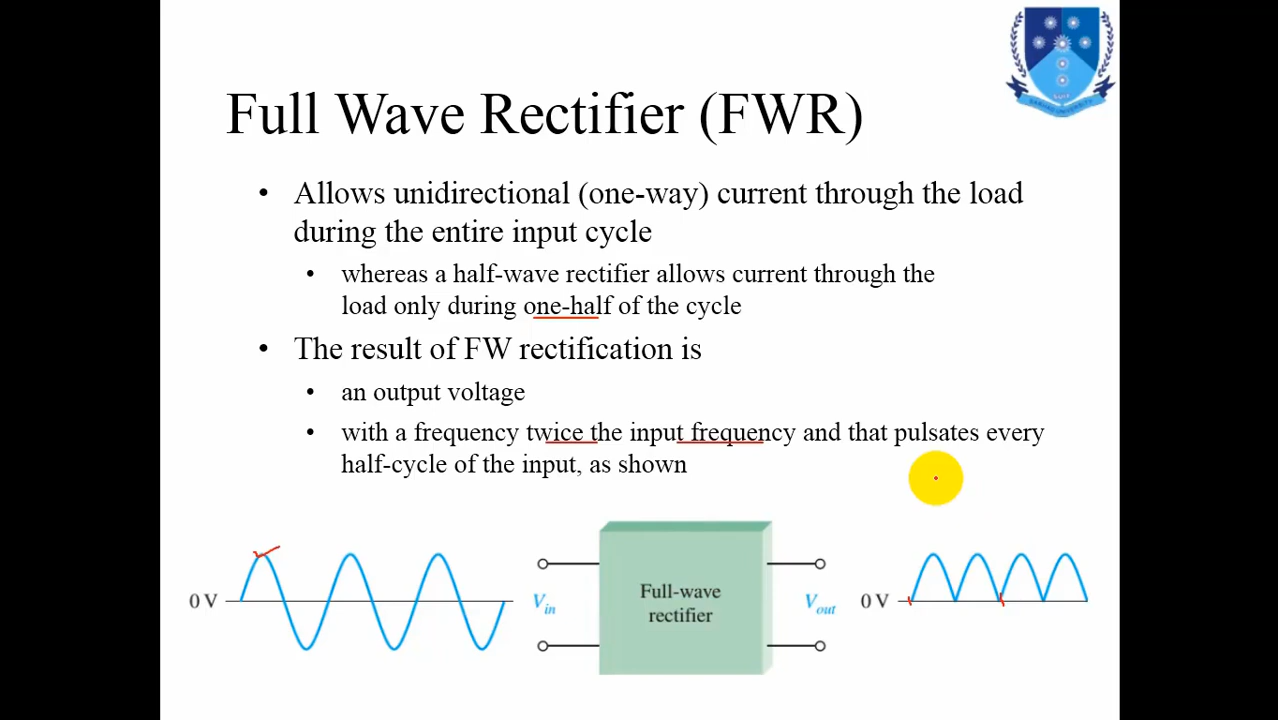 Full Wave Rectifier (FWR)
• Allows unidirectional (one-way) current through the load
during the entire input cycle
• whereas a half-wave rectifier allows current through the
load only during one-half of the cycle
• The result of FW rectification is
• an output voltage
• with a frequency twice the input frequency and that pulsates every
half-cycle of the input, as shown
0 V
Vin
Full-wave
rectifier
Vout
0 V